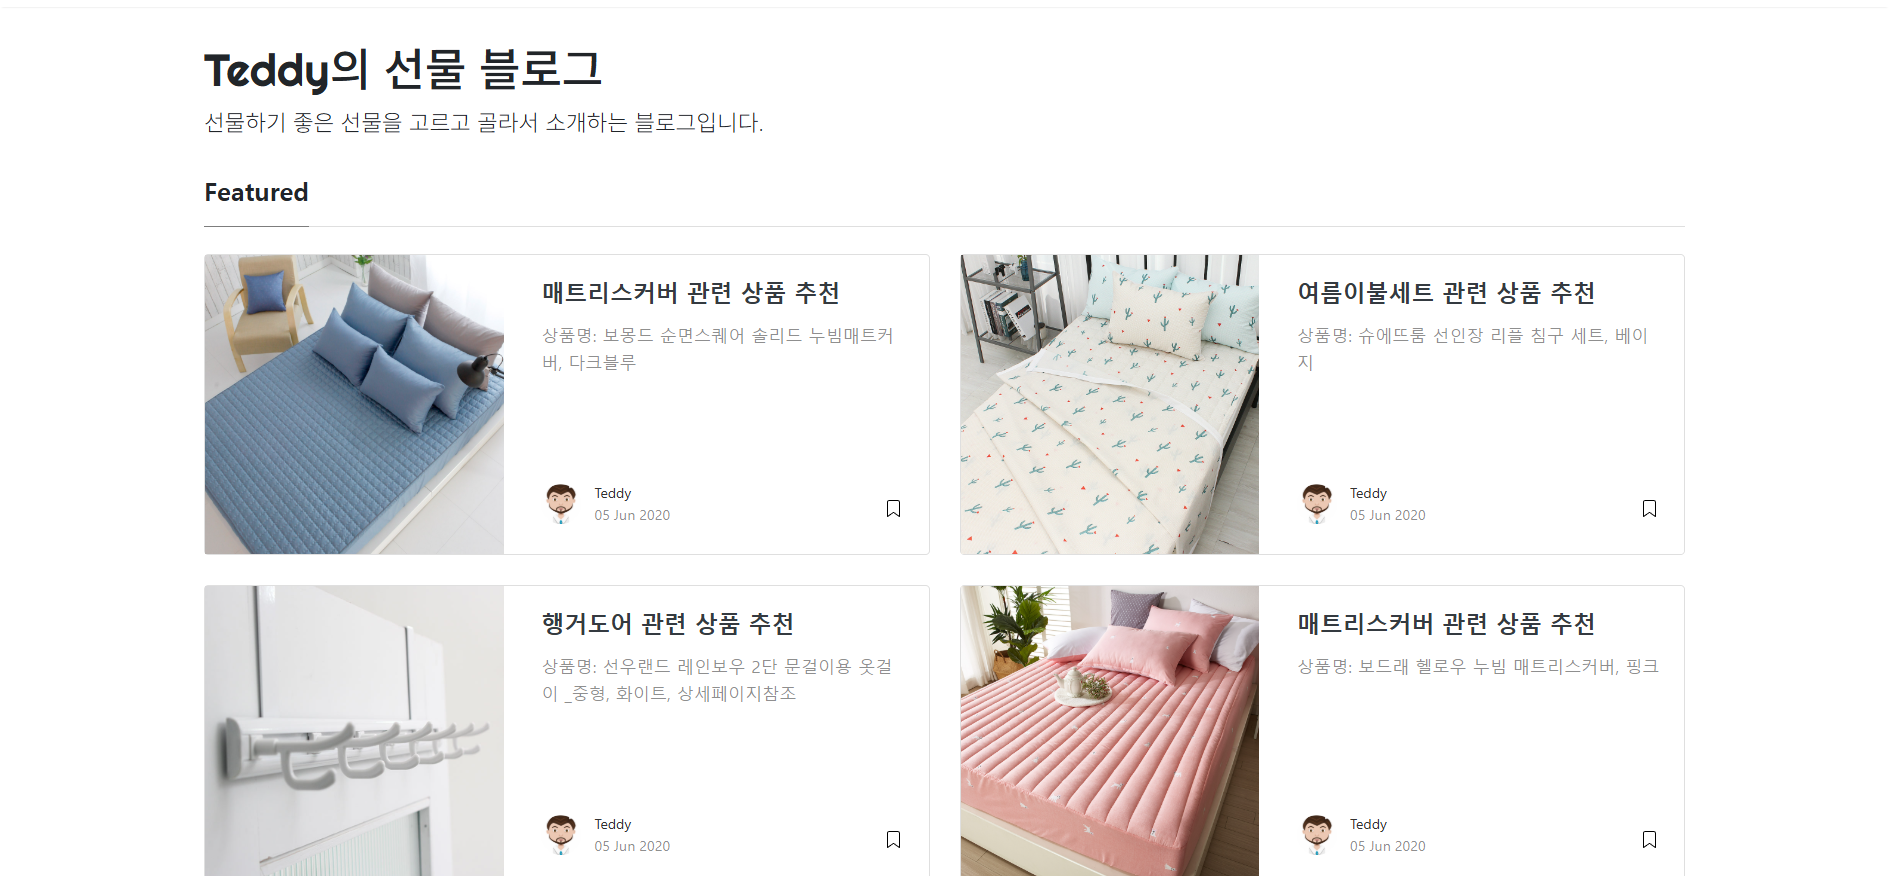 Teddy의 선물 블로그
선물하기 좋은 선물을 고르고 골라서 소개하는 블로그입니다.
Featured
매트리스커버 관련 상품 추천
상품명: 보몽드 순면스퀘어 솔리드 누빔매트커
버, 다크블루
Teddy
05 Jun 2020
여름이불세트 관련 상품 추천
상품명: 슈에뜨룸 선인장 리플 침구 세트, 베이
지
Teddy
05 Jun 2020
행거도어 관련 상품 추천
상품명: 선우랜드 레인보우 2단 문걸이용 옷걸
이 _중형, 화이트, 상세페이지참조
Teddy
05 Jun 2020
매트리스커버 관련 상품 추천
상품명: 보드래 헬로우 누빔 매트리스커버, 핑크
Teddy
05 Jun 2020